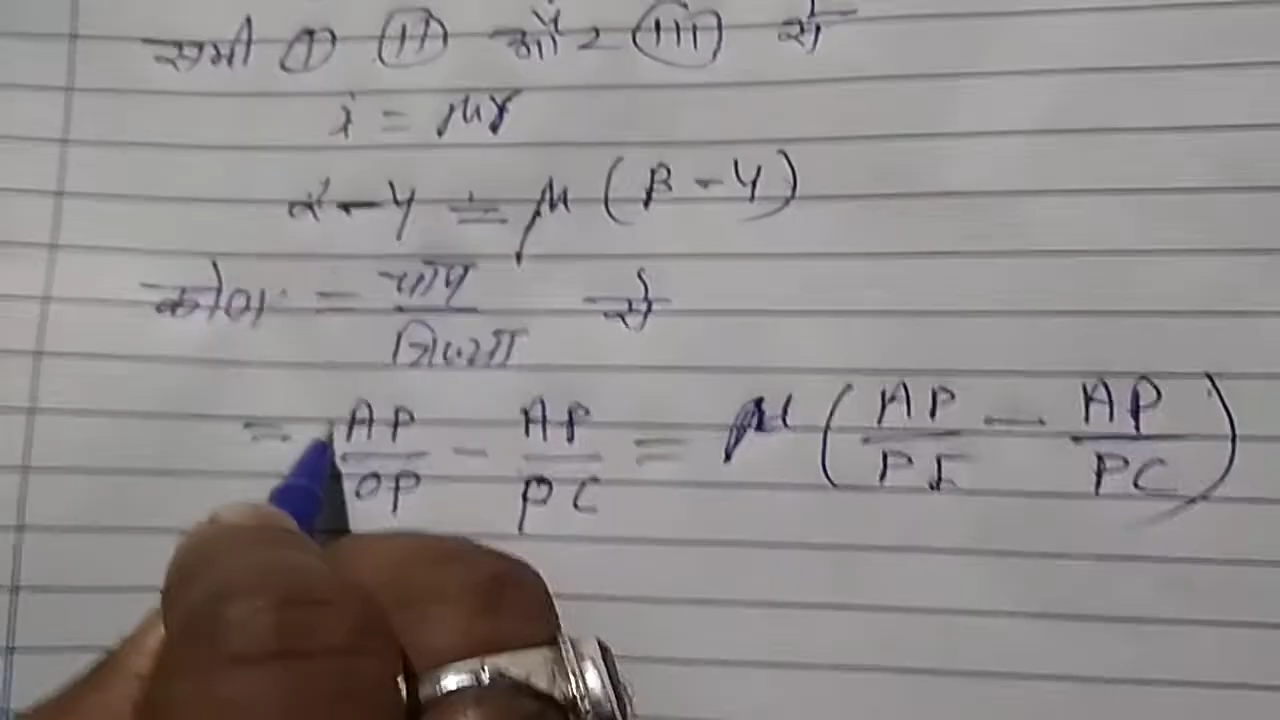 समी I II और III से
i = μr
α - γ = μ (β - γ)
कोण = चाप / त्रिज्या से
= AP/OP - AP/PC = μ (AP/PI - AP/PC)